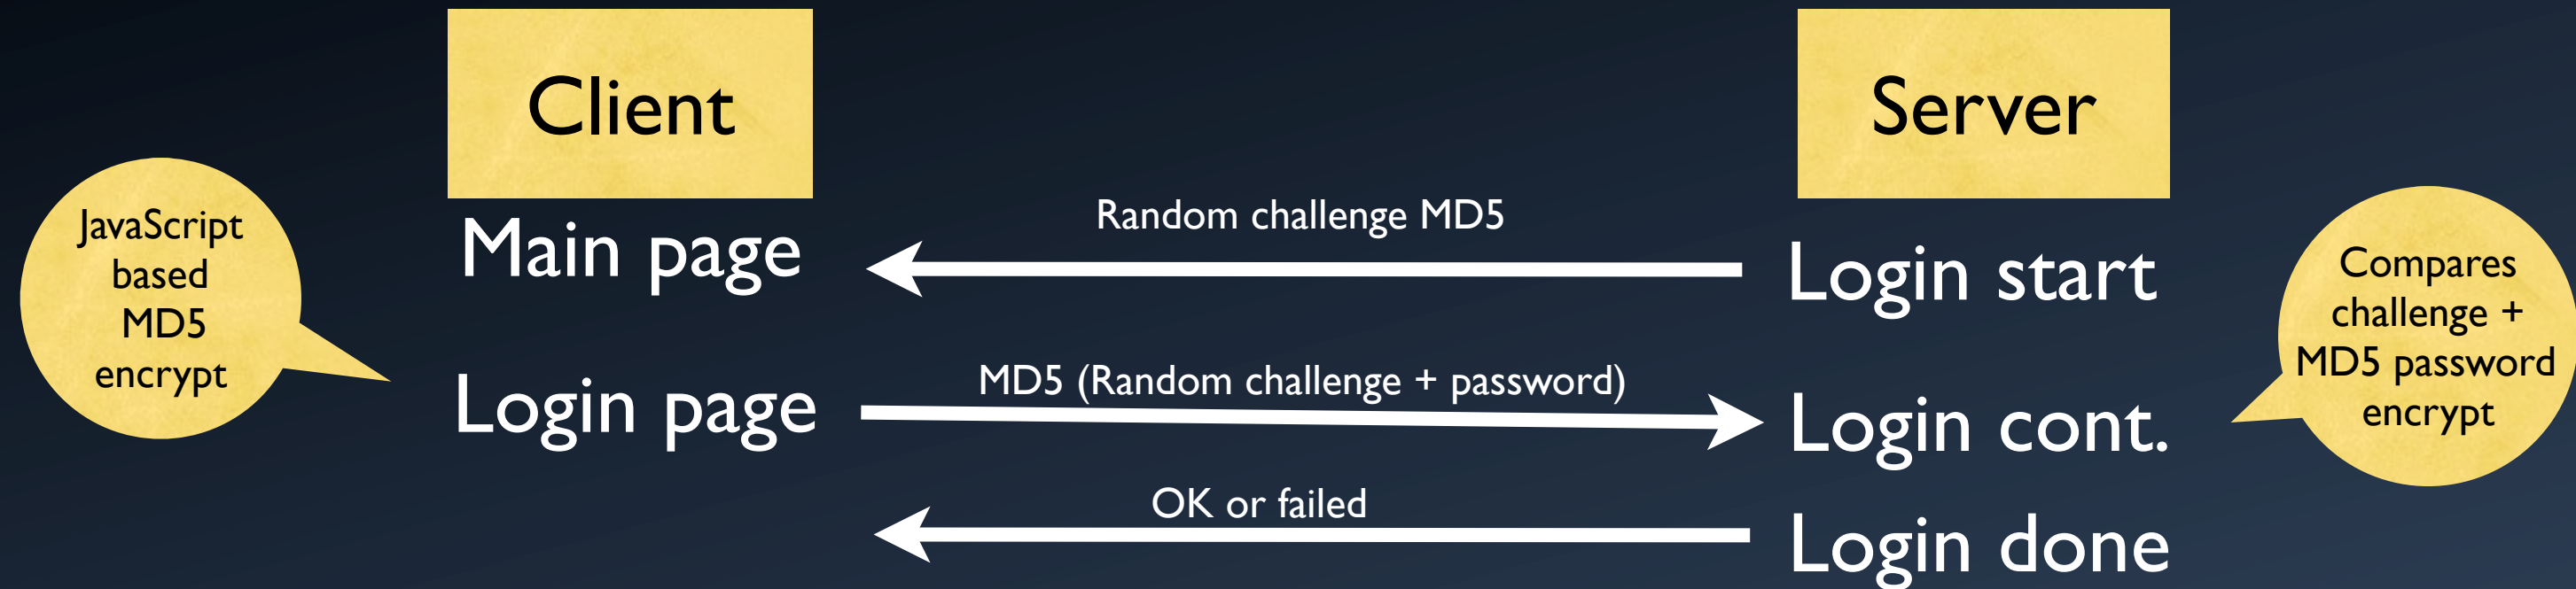 Client
Server
JavaScript
based
MD5
encrypt
Main page
Random challenge MD5
Login start
Login page
MD5 (Random challenge + password)
Login cont.
OK or failed
Login done
Compares
challenge +
MD5 password
encrypt